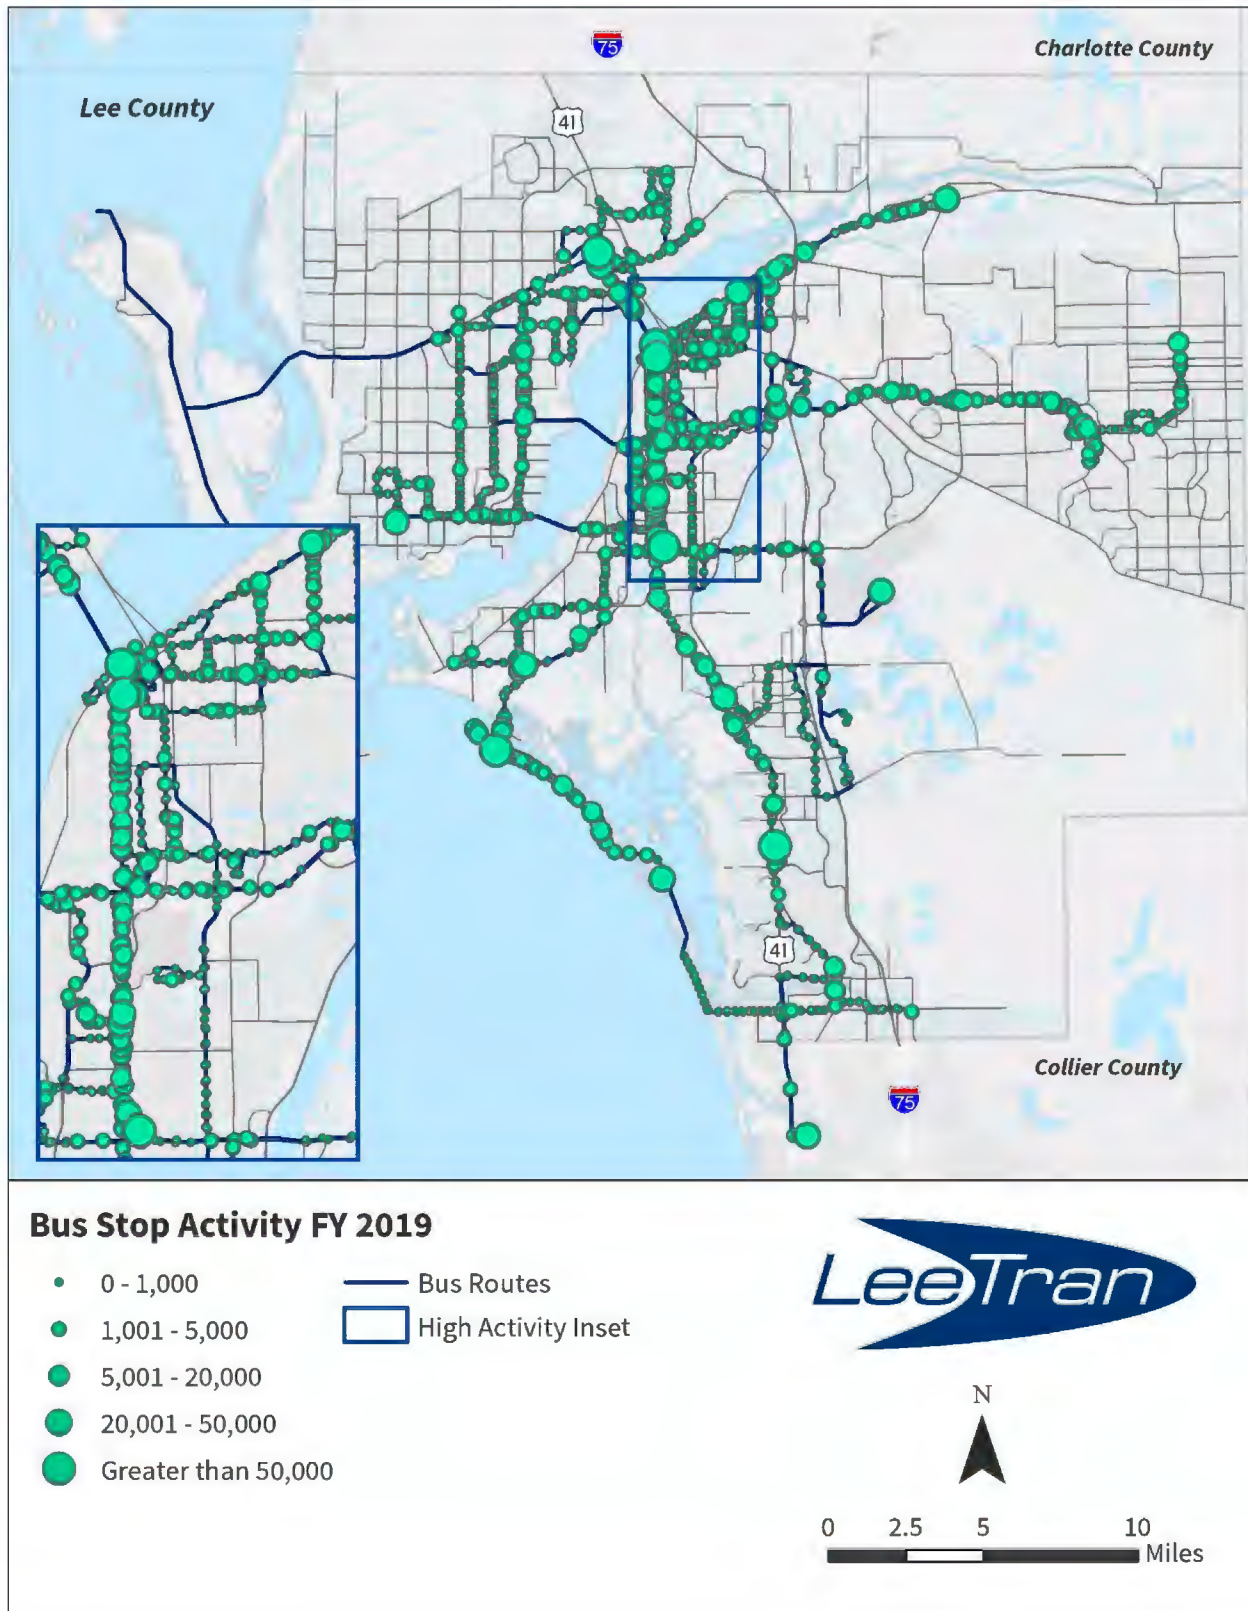 75
Charlotte County
Lee County
41
41
Collier County
75
Bus Stop Activity FY 2019
0 - 1,000
1,001 - 5,000
5,001 - 20,000
20,001 - 50,000
Greater than 50,000
Bus Routes
High Activity Inset
LeeTran
N
0 2.5 5 10
Miles